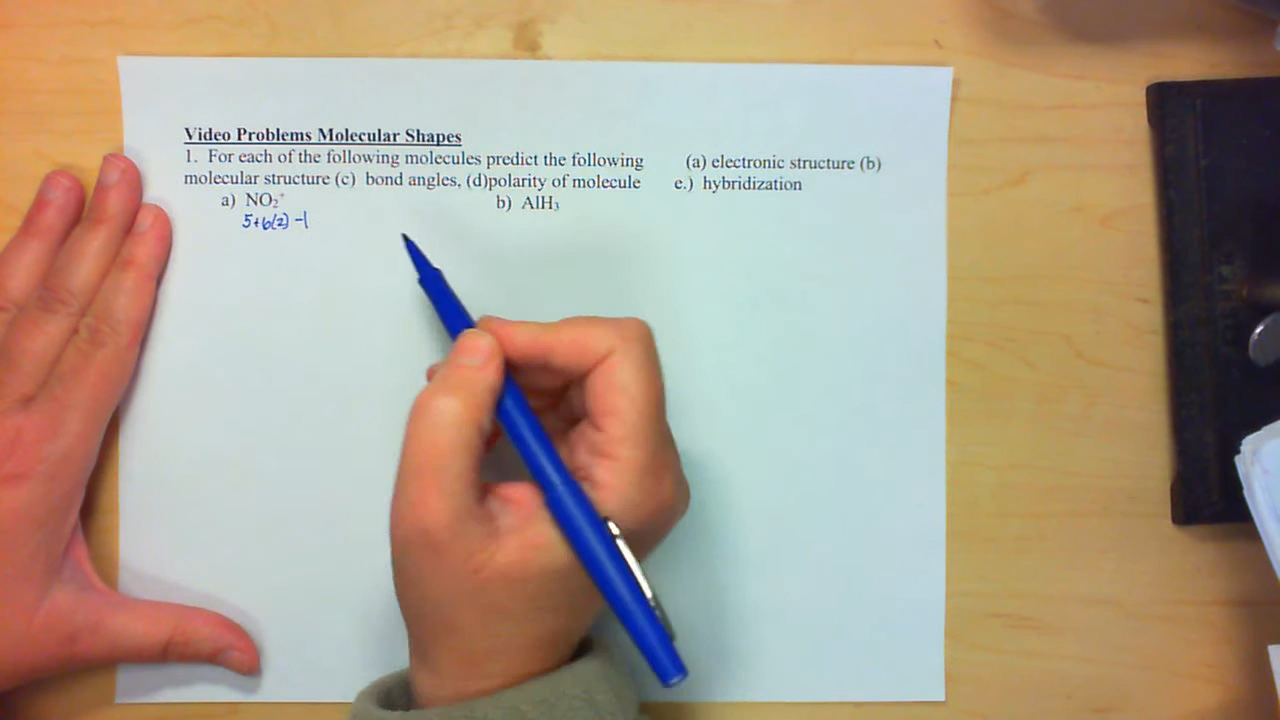 Video Problems Molecular Shapes
1. For each of the following molecules predict the following (a) electronic structure (b)
molecular structure (c) bond angles, (d)polarity of molecule e.) hybridization
a) NO₂⁺ b) AlH₃
5+6(2)-1